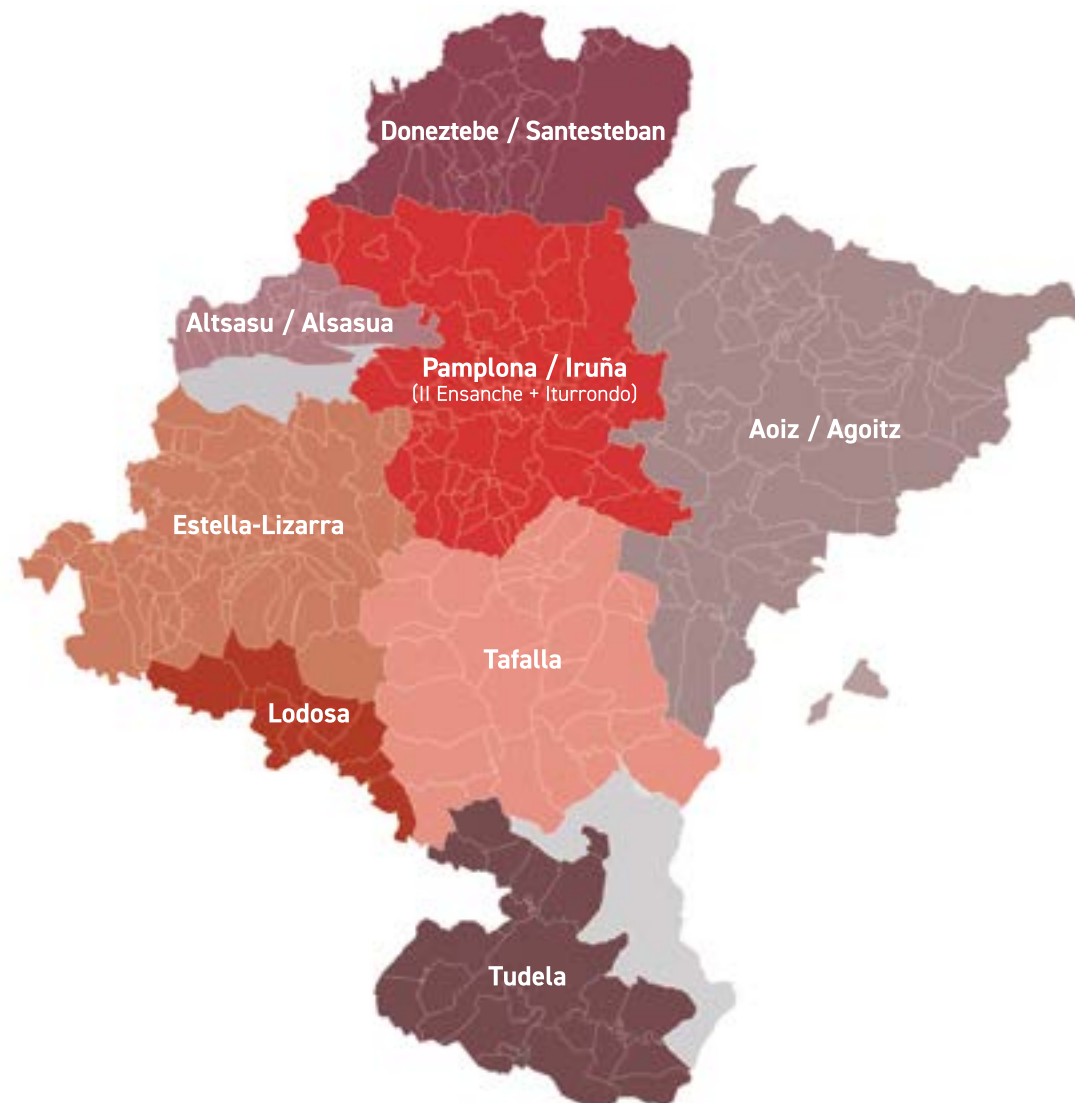 Doneztebe / Santesteban
Altsasu / Alsasua
Pamplona / Iruña
(II Ensanche + Iturrondo)
Aoiz / Agoitz
Estella-Lizarra
Tafalla
Lodosa
Tudela